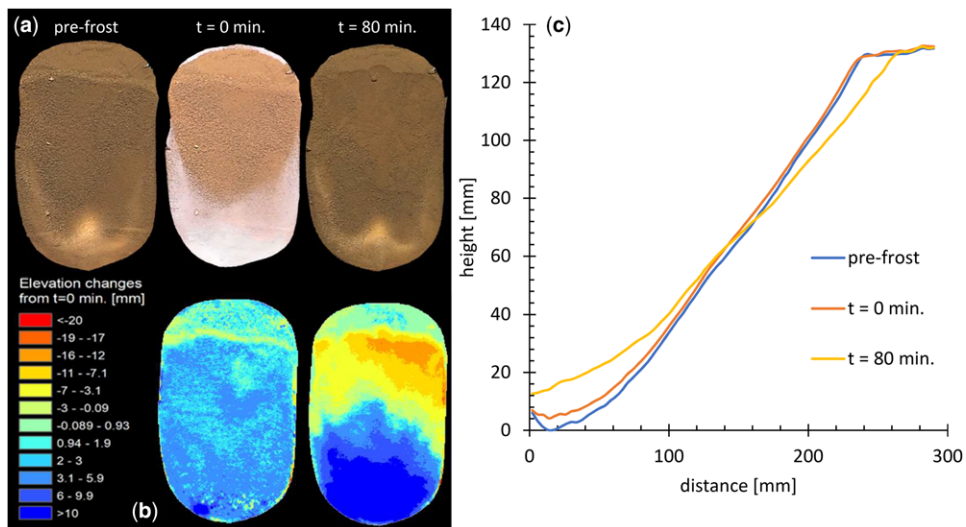 (a)
pre-frost
t = 0 min.
t = 80 min.
Elevation changes
from t=0 min. [mm]
<-20
-19 - -17
-16 - -12
-11 - -7.1
-7 - -3.1
-3 - -0.09
-0.089 - 0.93
0.94 - 1.9
2 - 3
3.1 - 5.9
6 - 9.9
>10
(b)
(c)
height [mm]
140
120
100
80
60
40
20
0
0
100
200
300
distance [mm]
pre-frost
t = 0 min.
t = 80 min.